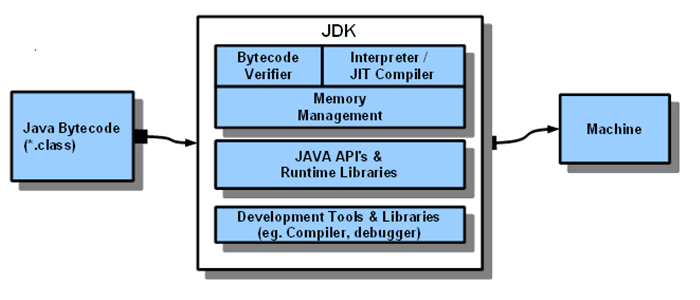 JDK
Bytecode
Verifier
Interpreter /
JIT Compiler
Memory
Management
Java Bytecode
(*.class)
JAVA API's &
Runtime Libraries
Development Tools & Libraries
(eg. Compiler, debugger)
Machine